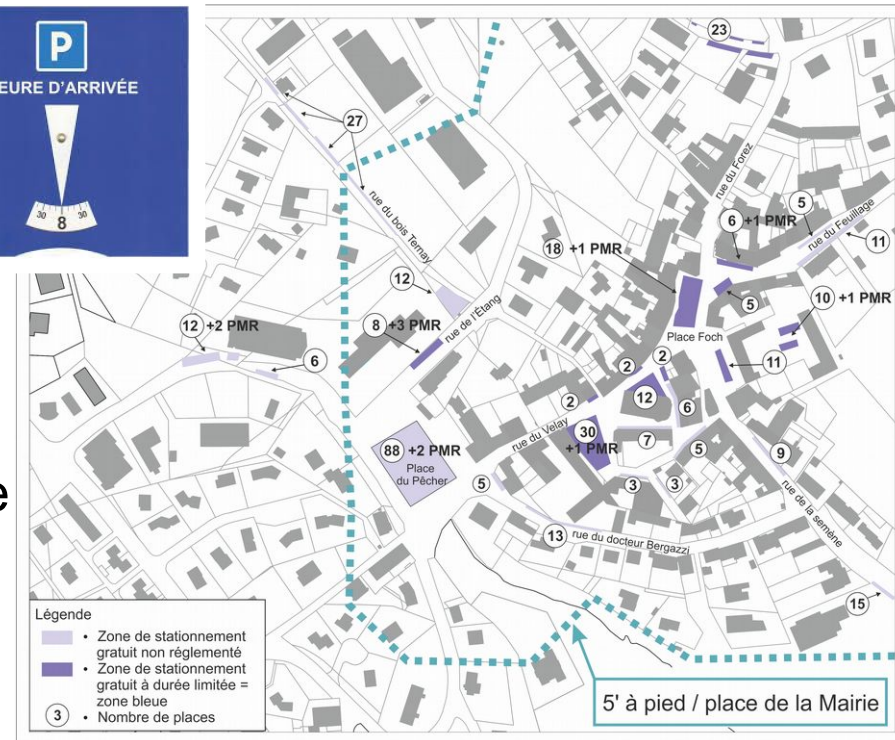 P
EURE D'ARRIVÉE
30 8 30
e
23
27
rue du bois Ternay
rue du Forez
5
6 +1 PMR
rue du Feuillage
11
18 +1 PMR
12
5
10 +1 PMR
12 +2 PMR
8 +3 PMR
rue de l'Étang
Place Foch
6
2
2
11
2
12
6
rue du Velay
30
+1 PMR
7
5
9
88 +2 PMR
Place
du Pêcher
5
3
3
rue de la semène
13
rue du docteur Bergazzi
15
Légende
• Zone de stationnement
gratuit non réglementé
• Zone de stationnement
gratuit à durée limitée =
zone bleue
3 • Nombre de places
5' à pied / place de la Mairie